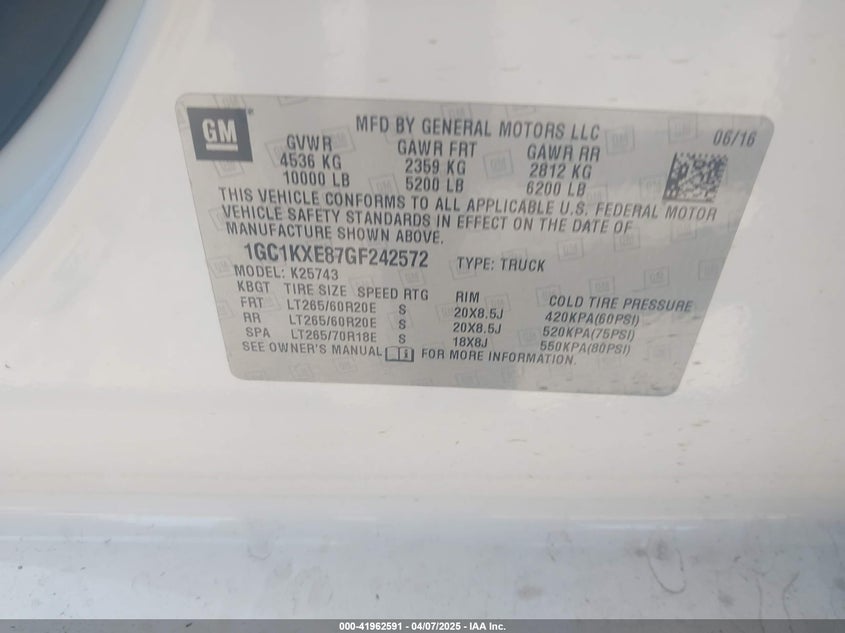 GM
MFD BY GENERAL MOTORS LLC 06/16
GVWR GAWR FRT GAWR RR
4536 KG 2359 KG 2812 KG
10000 LB 5200 LB 6200 LB
THIS VEHICLE CONFORMS TO ALL APPLICABLE U.S. FEDERAL MOTOR
VEHICLE SAFETY STANDARDS IN EFFECT ON THE DATE OF
MANUFACTURE SHOWN ABOVE.
1GC1KXE87GF242572 TYPE: TRUCK
MODEL: K25743
KBGT TIRE SIZE SPEED RTG RIM COLD TIRE PRESSURE
FRT LT265/60R20E S 20X8.5J 420KPA(60PSI)
RR LT265/60R20E S 20X8.5J 520KPA(75PSI)
SPA LT265/70R18E S 18X8J 550KPA(80PSI)
SEE OWNER'S MANUAL FOR MORE INFORMATION.
000-41962591 - 04/07/2025 - IAA Inc.